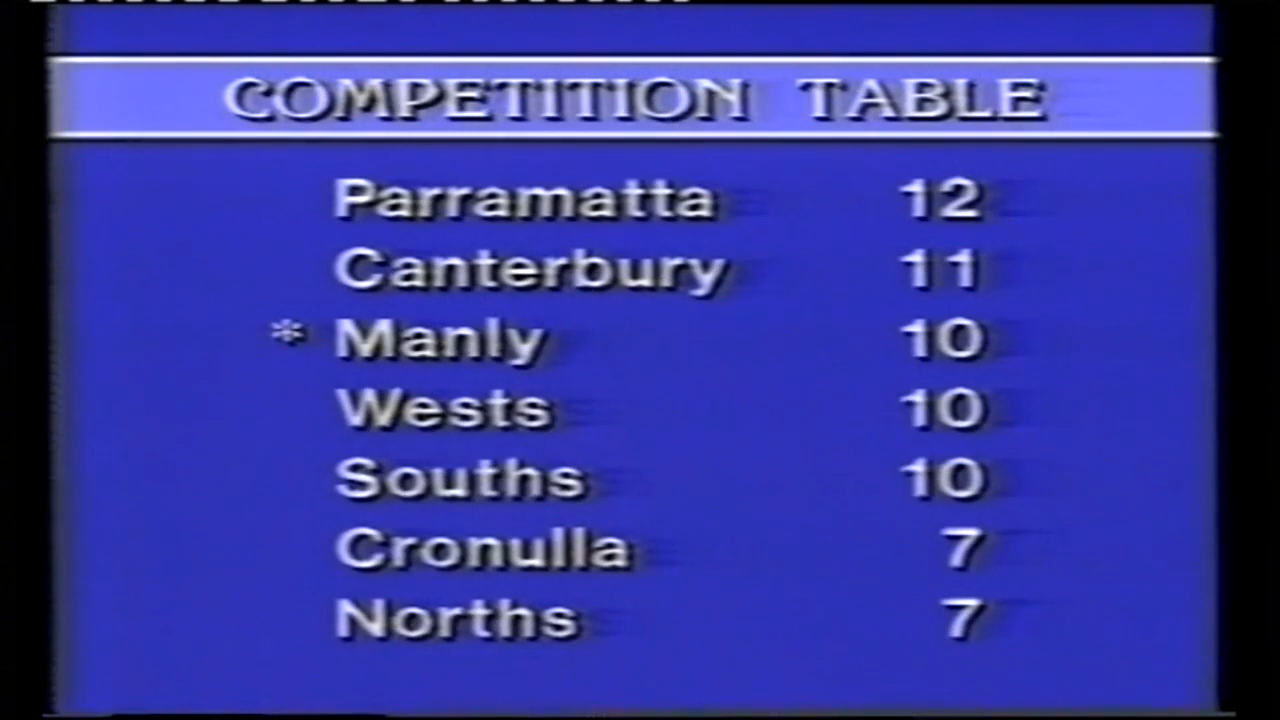 COMPETITION TABLE
Parramatta 12
Canterbury 11
* Manly 10
Wests 10
Souths 10
Cronulla 7
Norths 7